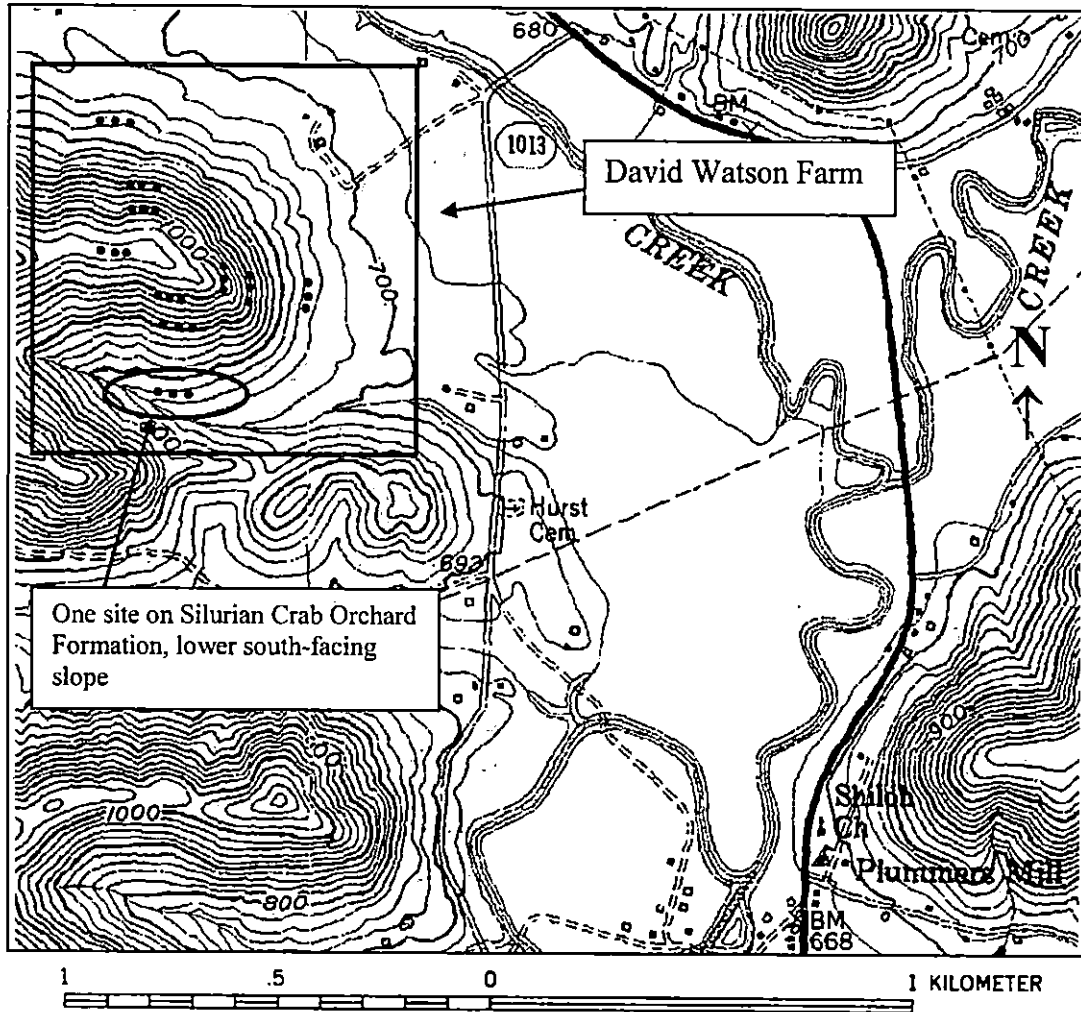 680
Cem
700
BM
1013
David Watson Farm
1000
CREEK
CREEK
700
N
Hurst
Cem.
692
One site on Silurian Crab Orchard
Formation, lower south-facing
slope
900
1000
Shiloh
Ch
Plummers Mill
800
BM
668
1 .5 0 1 KILOMETER